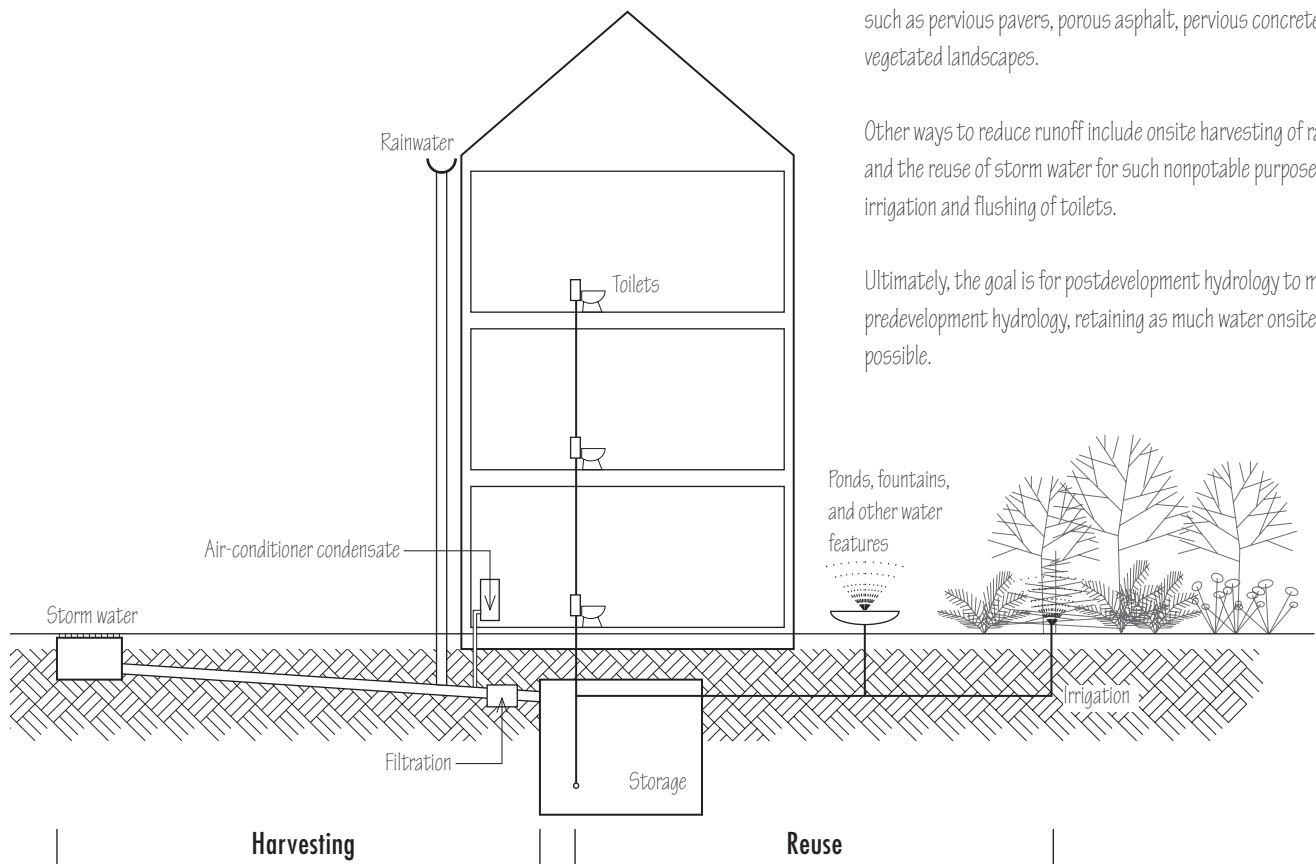 such as pervious pavers, porous asphalt, pervious concrete
vegetated landscapes.
Other ways to reduce runoff include onsite harvesting of
and the reuse of storm water for such nonpotable purpose
irrigation and flushing of toilets.
Ultimately, the goal is for postdevelopment hydrology to
predevelopment hydrology, retaining as much water onsite
possible.
Rainwater
Toilets
Ponds, fountains,
and other water
features
Air-conditioner condensate
Storm water
Irrigation
Filtration
Storage
Harvesting
Reuse